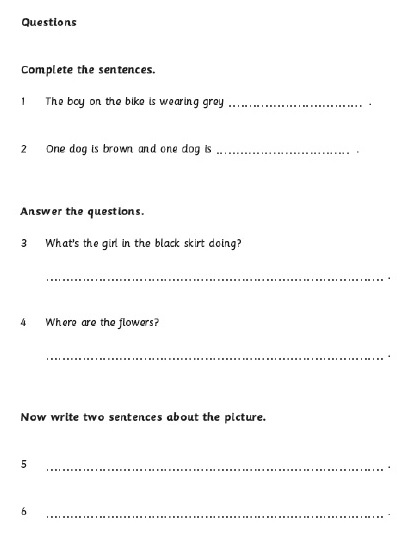 Questions
Complete the sentences.
1 The boy on the bike is wearing grey .................................. .
2 One dog is brown and one dog is .................................. .
Answer the questions.
3 What's the girl in the black skirt doing?
..................................................................................... .
4 Where are the flowers?
..................................................................................... .
Now write two sentences about the picture.
5 ..................................................................................... .
6 ..................................................................................... .